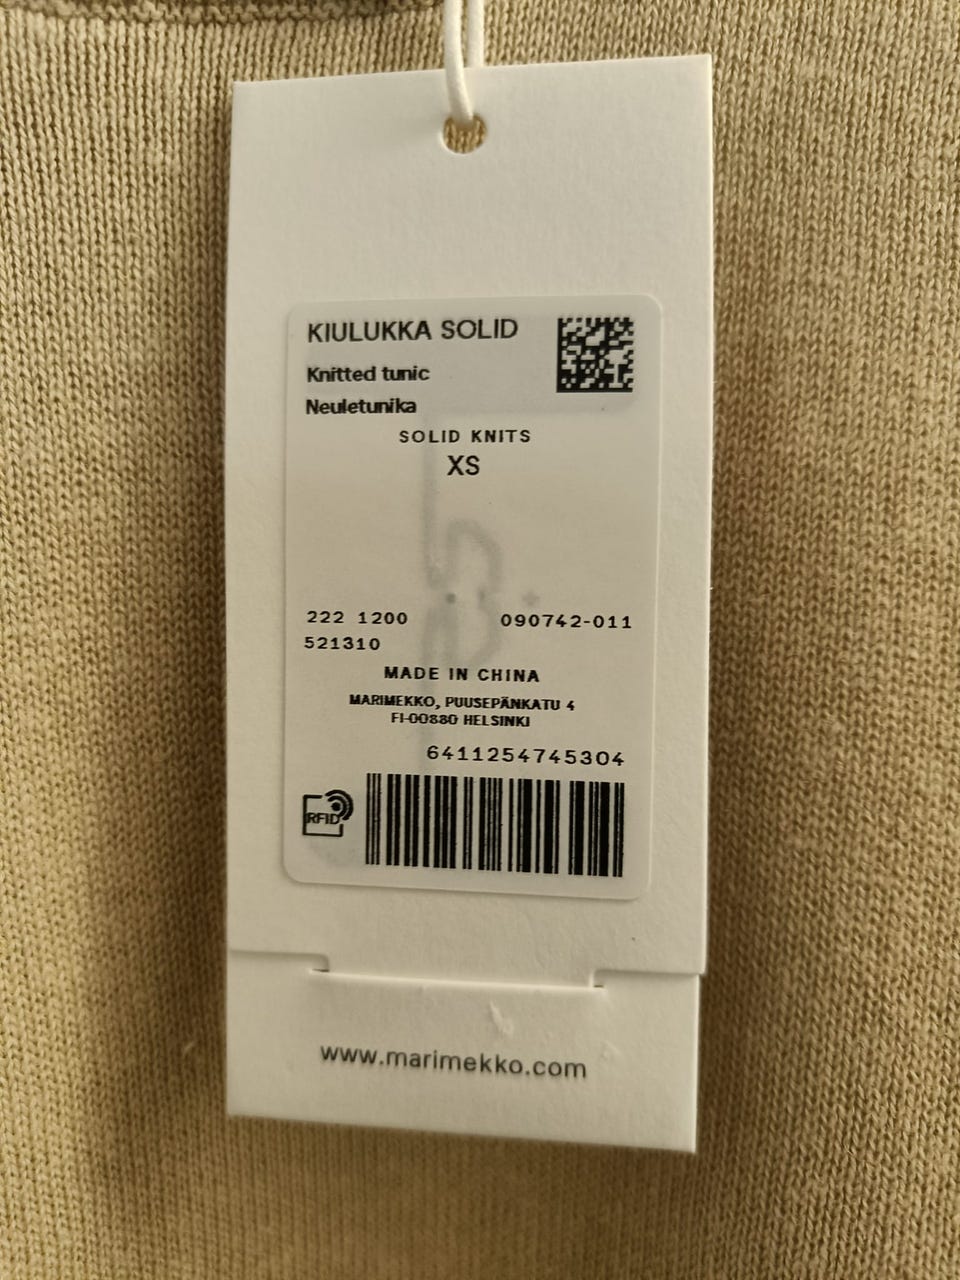 KIULUKKA SOLID
Knitted tunic
Neuletunika
SOLID KNITS
XS
222 1200 090742-011
521310
MADE IN CHINA
MARIMEKKO, PUUSEPÄNKATU 4
FI-00880 HELSINKI
6411254745304
RFID
www.marimekko.com